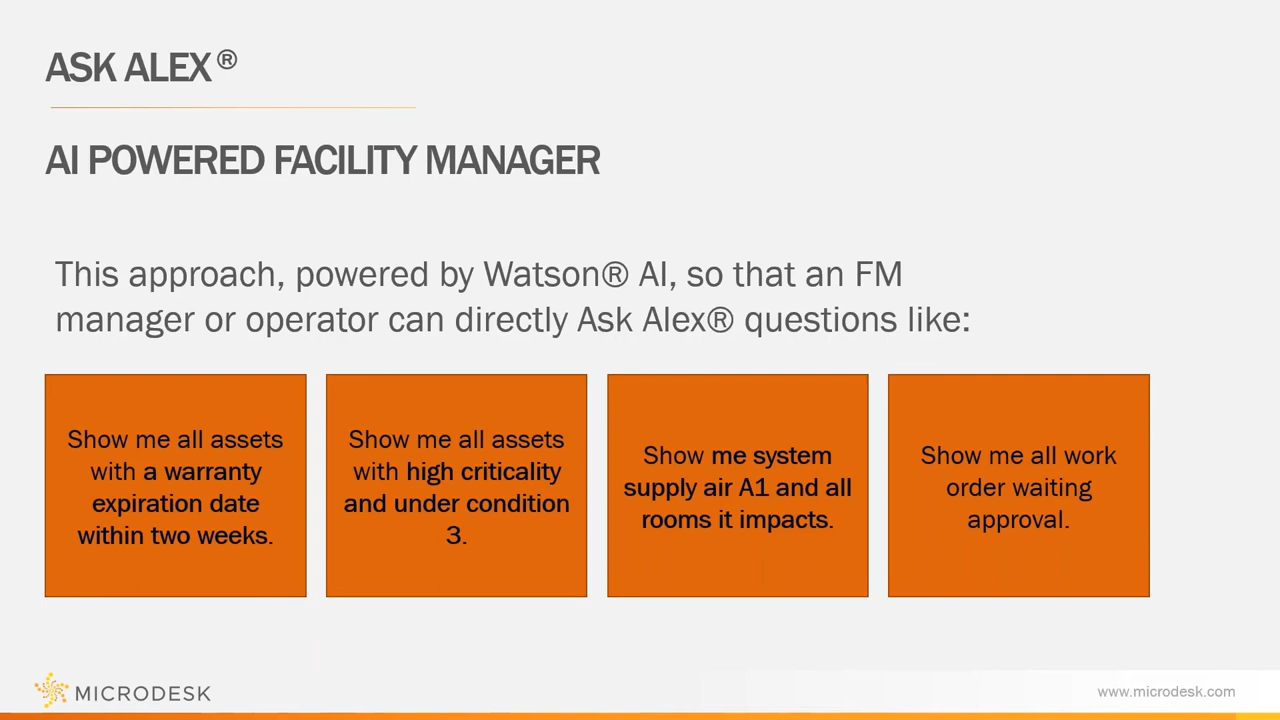 ASK ALEX®
AI POWERED FACILITY MANAGER
This approach, powered by Watson® AI, so that an FM
manager or operator can directly Ask Alex® questions like:
Show me all assets
with a warranty
expiration date
within two weeks.
Show me all assets
with high criticality
and under condition
3.
Show me system
supply air A1 and all
rooms it impacts.
Show me all work
order waiting
approval.
MICRODESK
www.microdesk.com